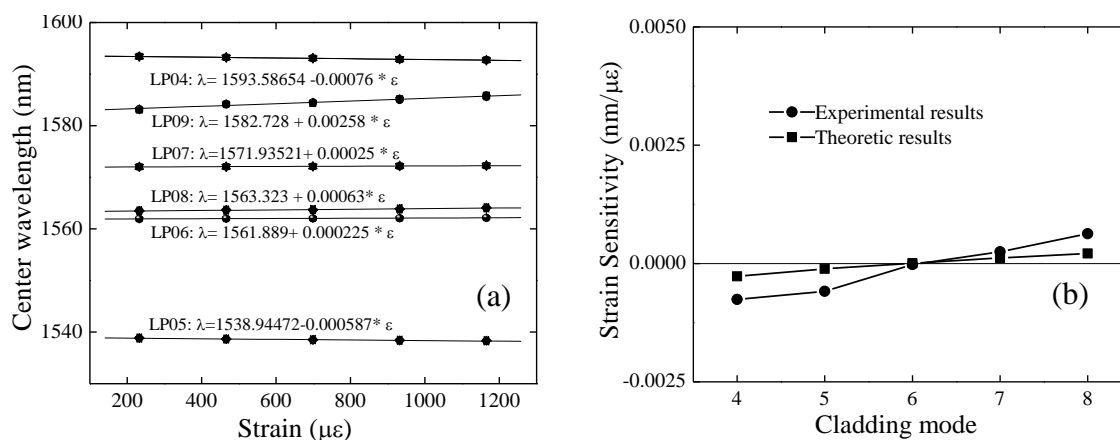 1600
1580
1560
1540
Center wavelength (nm)
LP04: λ= 1593.58654 -0.00076 * ε
LP09: λ= 1582.728 + 0.00258 * ε
LP07: λ=1571.93521+ 0.00025 * ε
LP08: λ= 1563.323 + 0.00063* ε
LP06: λ= 1561.889+ 0.000225 * ε
LP05: λ=1538.94472-0.000587* ε
(a)
200 400 600 800 1000 1200
Strain (με)
0.0050
0.0025
0.0000
-0.0025
Strain Sensitivity (nm/με)
Experimental results
Theoretic results
(b)
4 5 6 7 8
Cladding mode